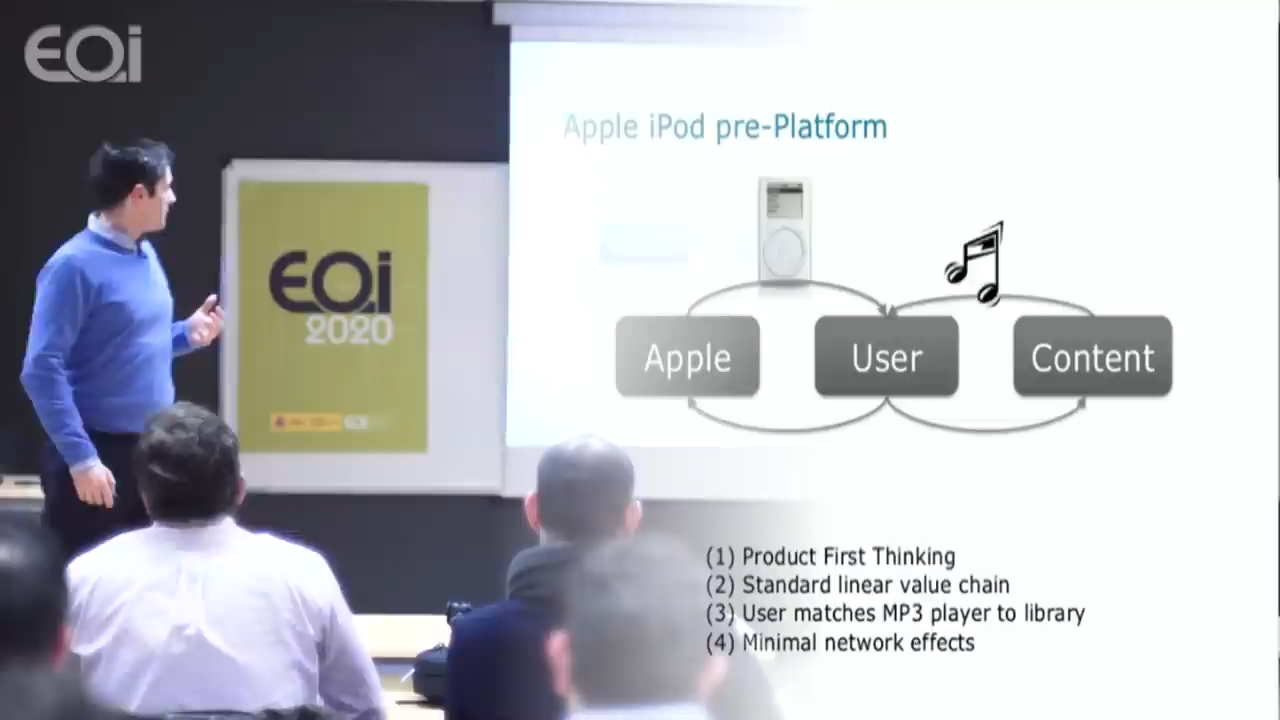 EOi
Apple iPod pre-Platform
EOi
2020
Apple
User
Content
(1) Product First Thinking
(2) Standard linear value chain
(3) User matches MP3 player to library
(4) Minimal network effects